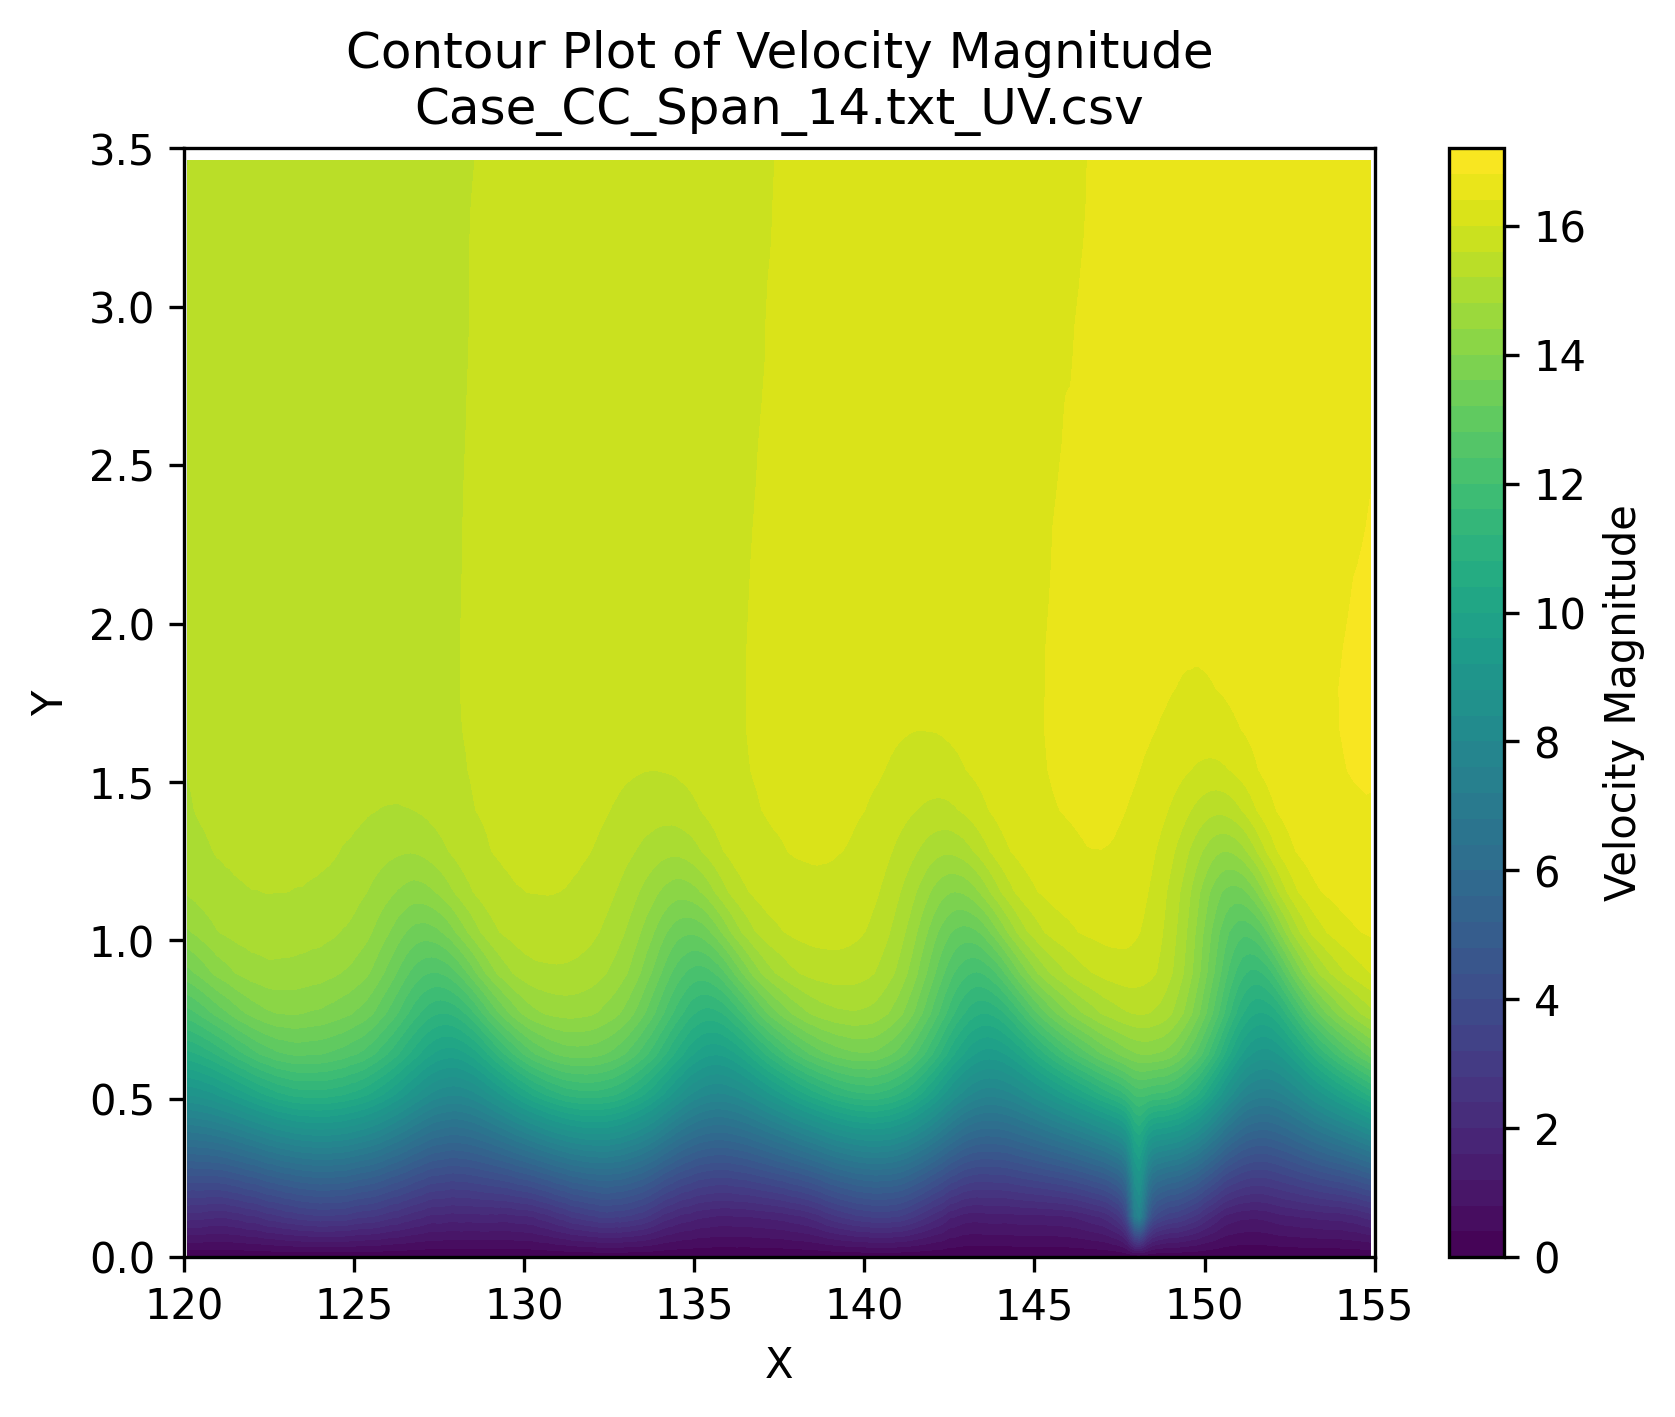 Contour Plot of Velocity Magnitude
Case_CC_Span_14.txt_UV.csv
3.5
3.0
2.5
2.0
1.5
1.0
0.5
0.0
Y
120 125 130 135 140 145 150 155
X
16
14
12
10
8
6
4
2
0
Velocity Magnitude